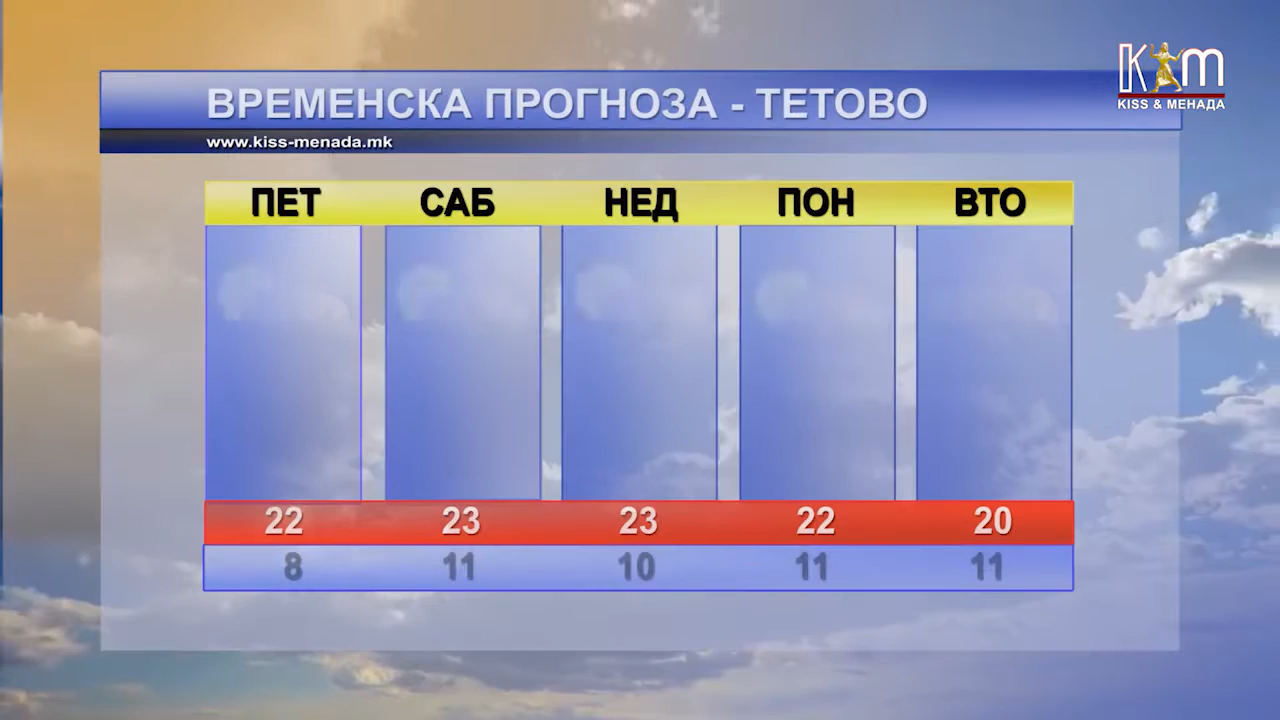 KM
KISS & МЕНАДА
ВРЕМЕНСКА ПРОГНОЗА - ТЕТОВО
www.kiss-menada.mk
ПЕТ САБ НЕД ПОН ВТО
22 23 23 22 20
8 11 10 11 11